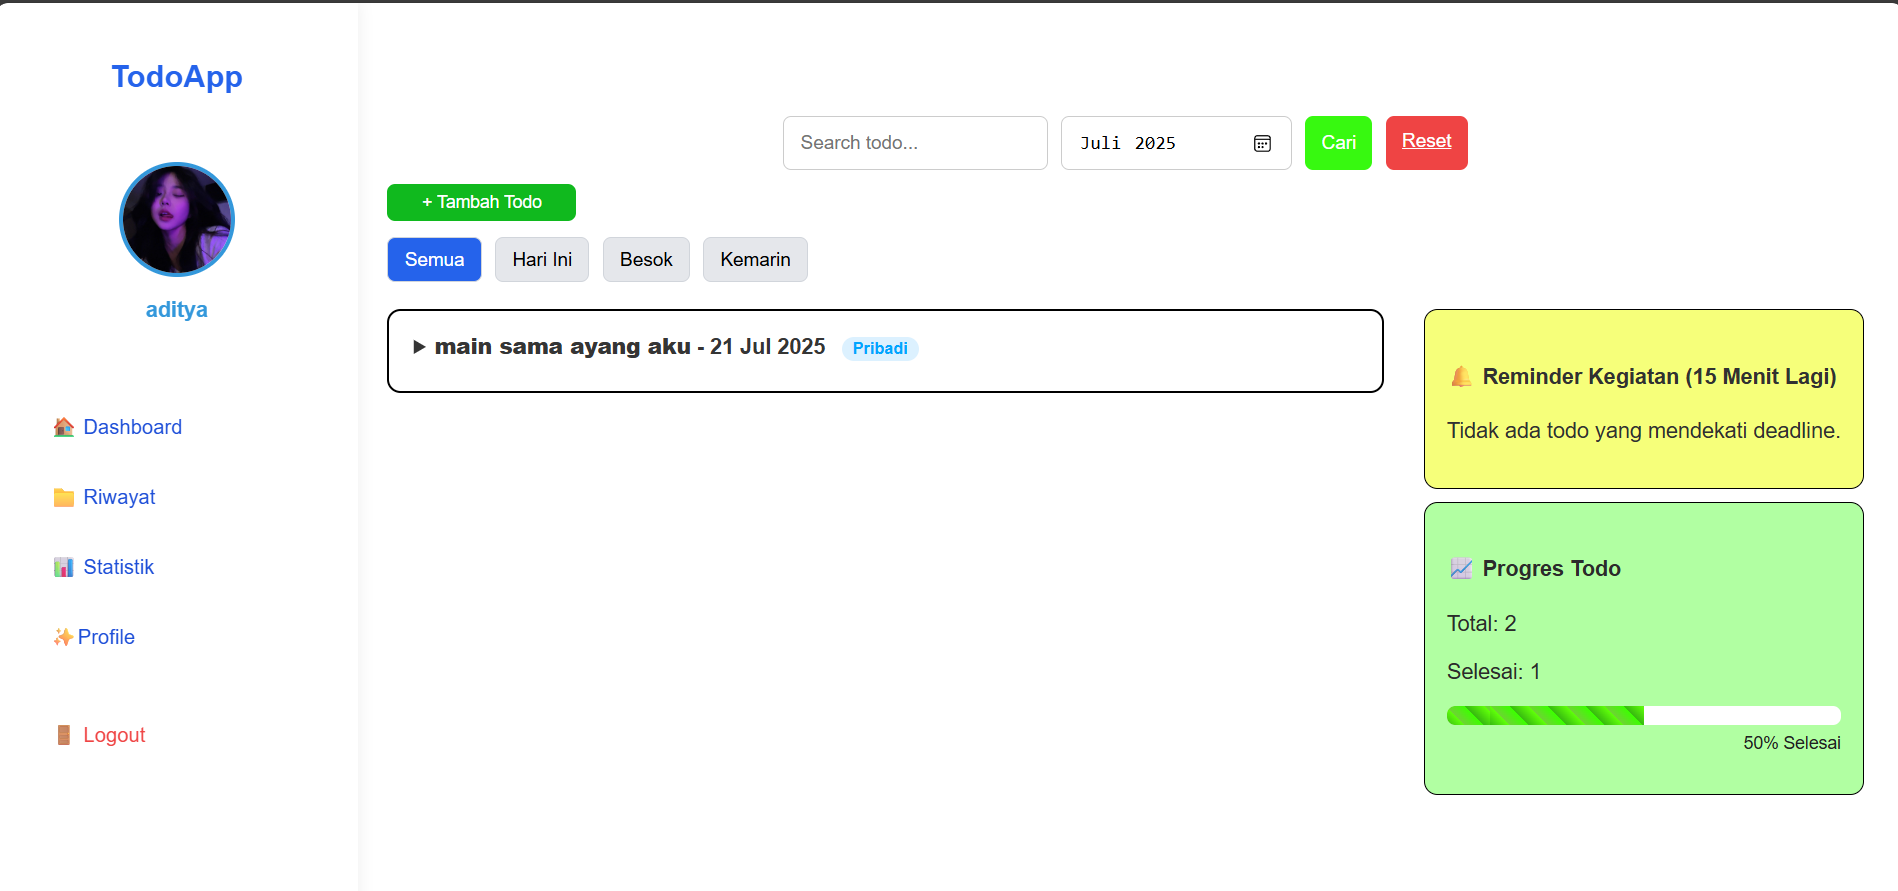 TodoApp
aditya
Dashboard
Riwayat
Statistik
Profile
Logout
Search todo...
Juli 2025
Cari
Reset
+ Tambah Todo
Semua
Hari Ini
Besok
Kemarin
main sama ayang aku - 21 Jul 2025 Pribadi
Reminder Kegiatan (15 Menit Lagi)
Tidak ada todo yang mendekati deadline.
Progres Todo
Total: 2
Selesai: 1
50% Selesai